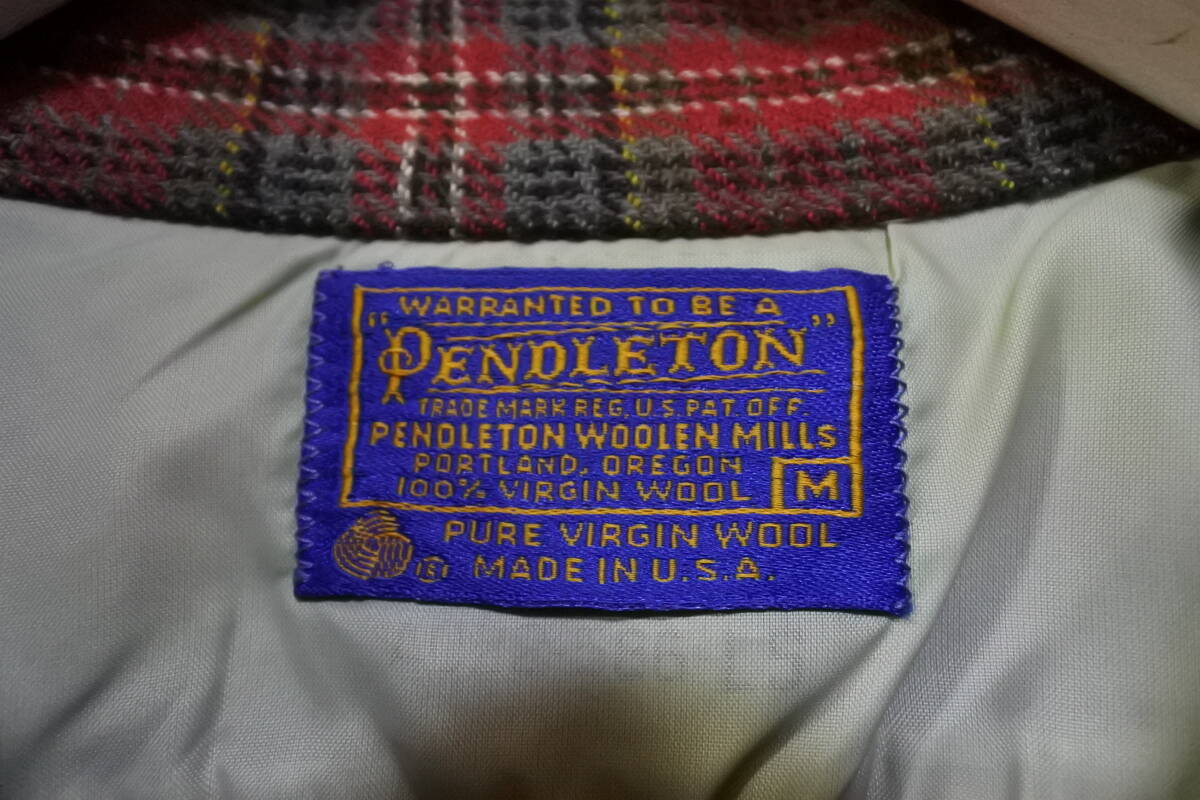 WARRANTED TO BE A
"PENDLETON"
TRADE MARK REG. U.S. PAT. OFF.
PENDLETON WOOLEN MILLS
PORTLAND, OREGON
100% VIRGIN WOOL M
PURE VIRGIN WOOL
MADE IN U.S.A.